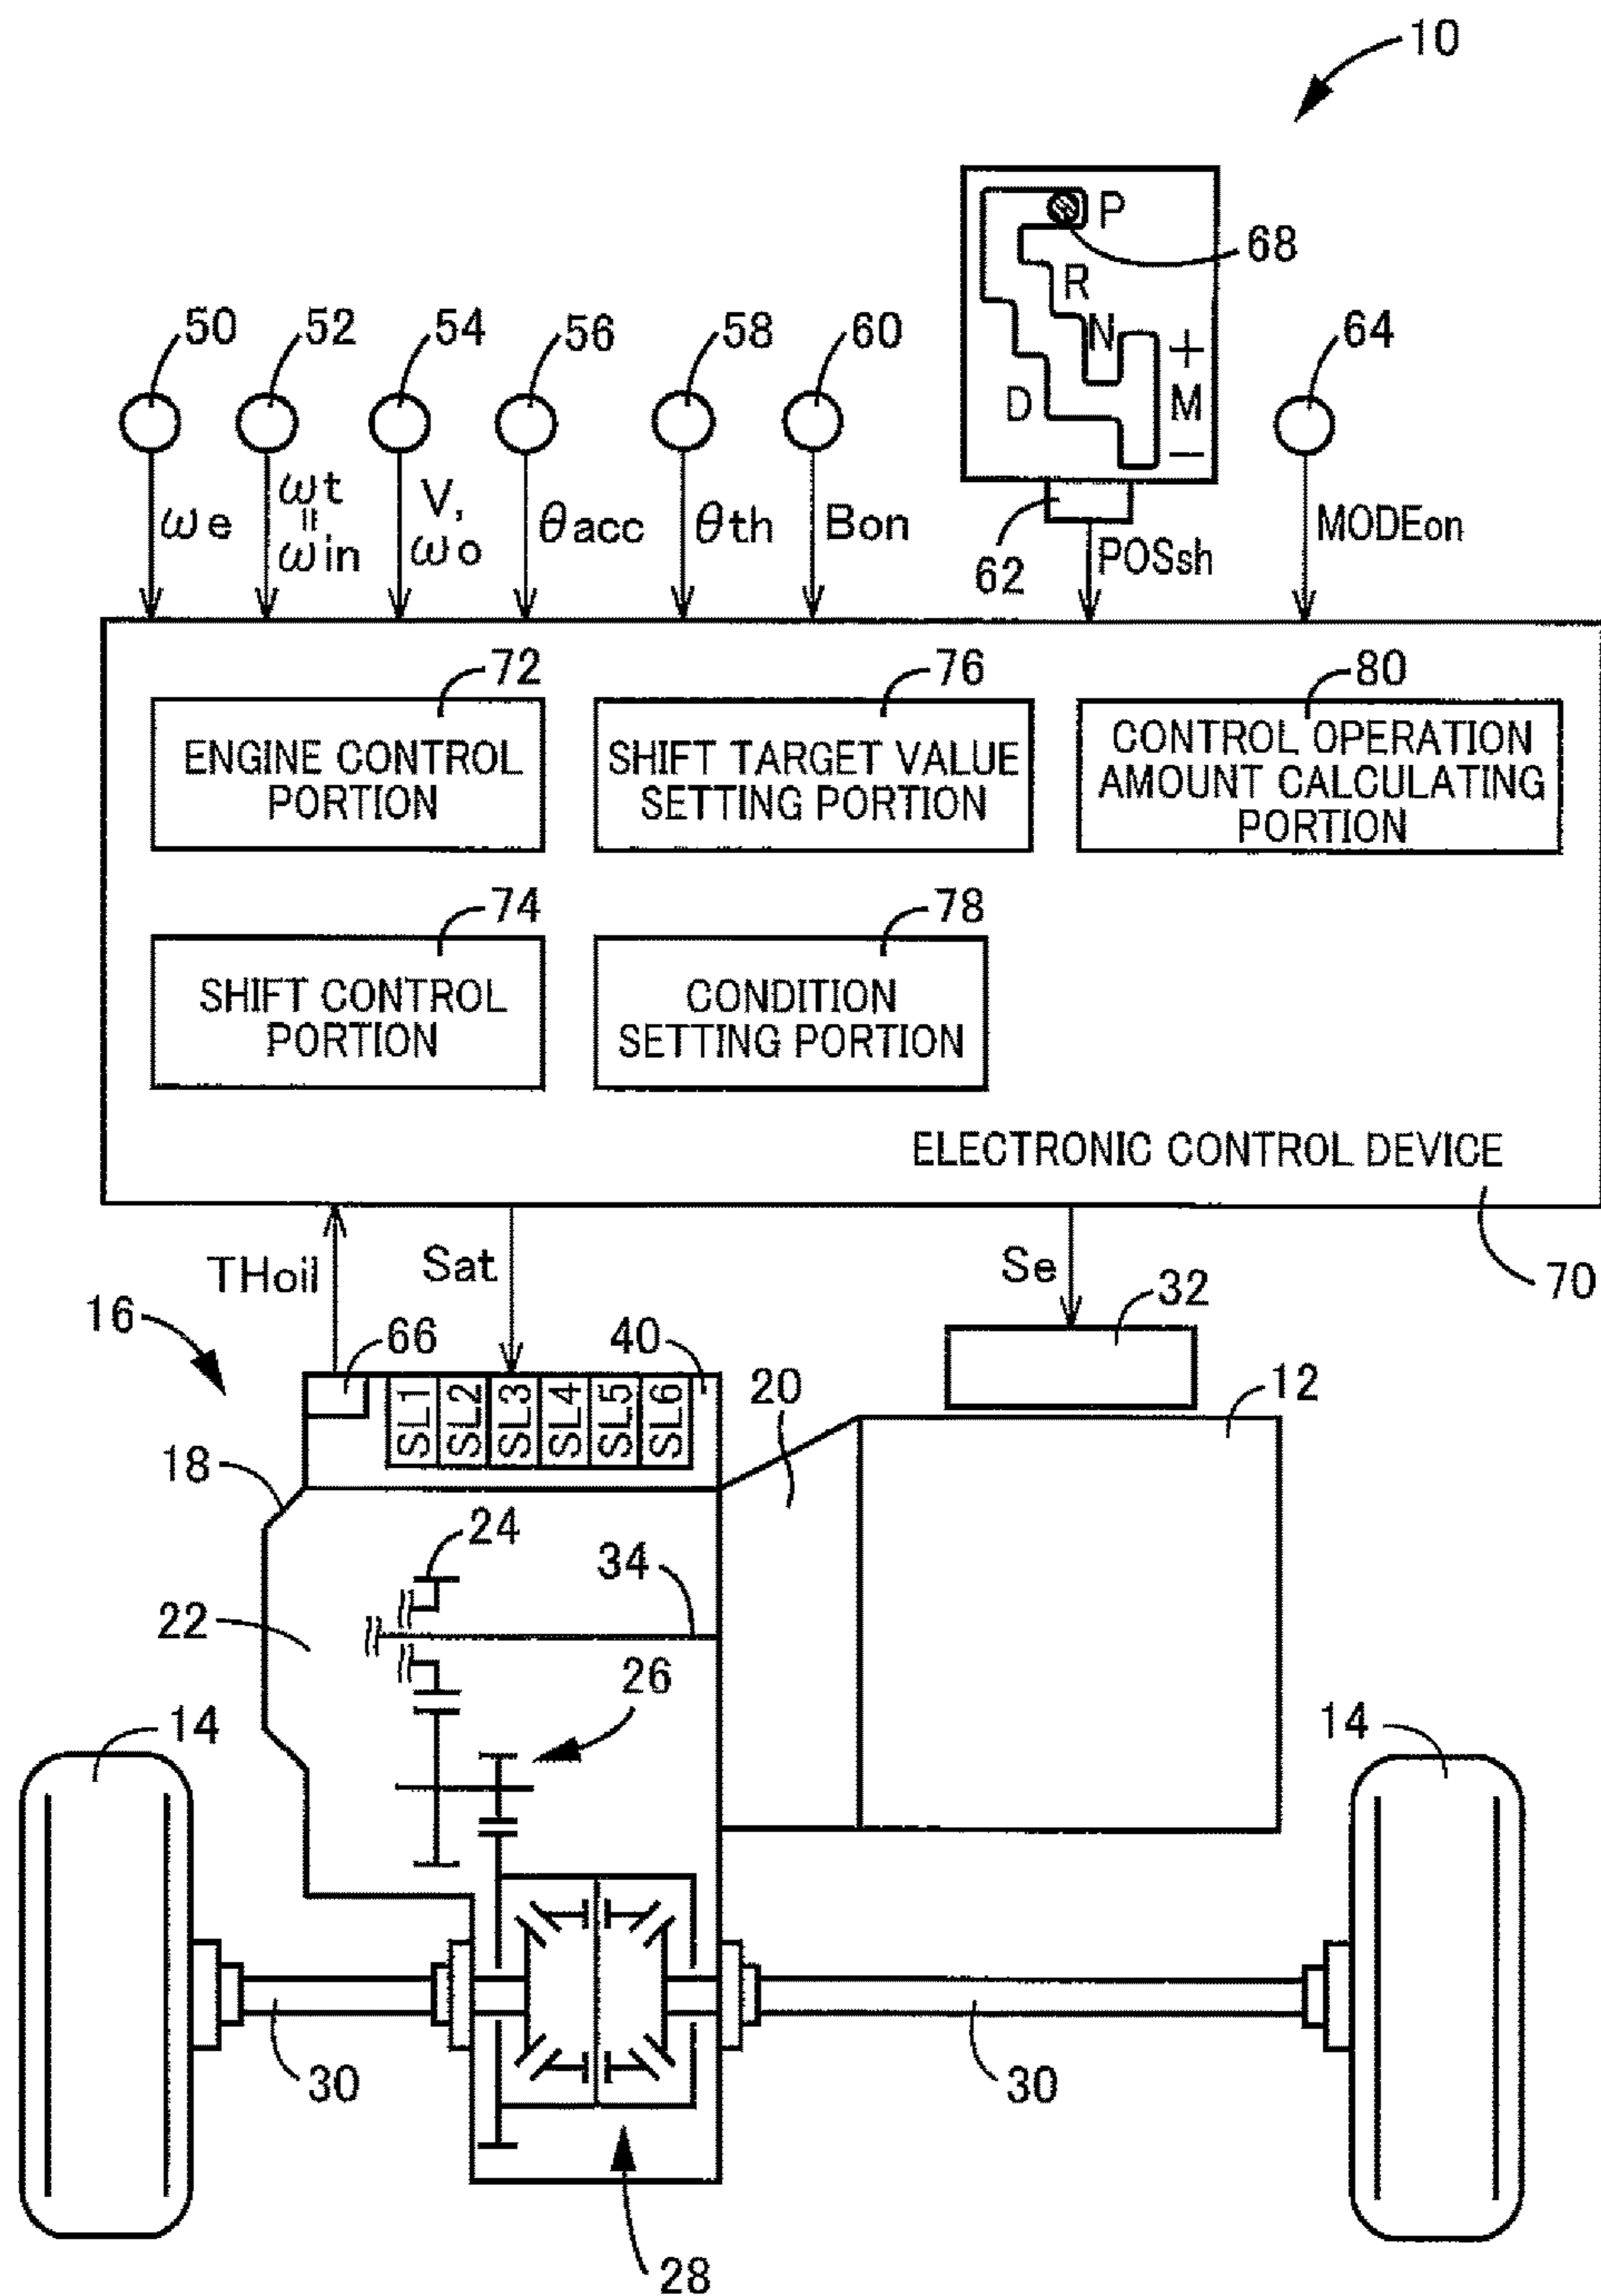 10
P
68
R
N
+
M
−
D
50
52
54
56
58
60
64
ωe
ωt
=
ωin
V,
ωo
θacc
θth
Bon
62
POSsh
MODEon
72
76
80
ENGINE CONTROL
PORTION
SHIFT TARGET VALUE
SETTING PORTION
CONTROL OPERATION
AMOUNT CALCULATING
PORTION
74
78
SHIFT CONTROL
PORTION
CONDITION
SETTING PORTION
ELECTRONIC CONTROL DEVICE
70
THoil
Sat
Se
16
66
40
32
SL1
SL2
SL3
SL4
SL5
SL6
20
12
18
24
34
22
26
14
14
30
30
28